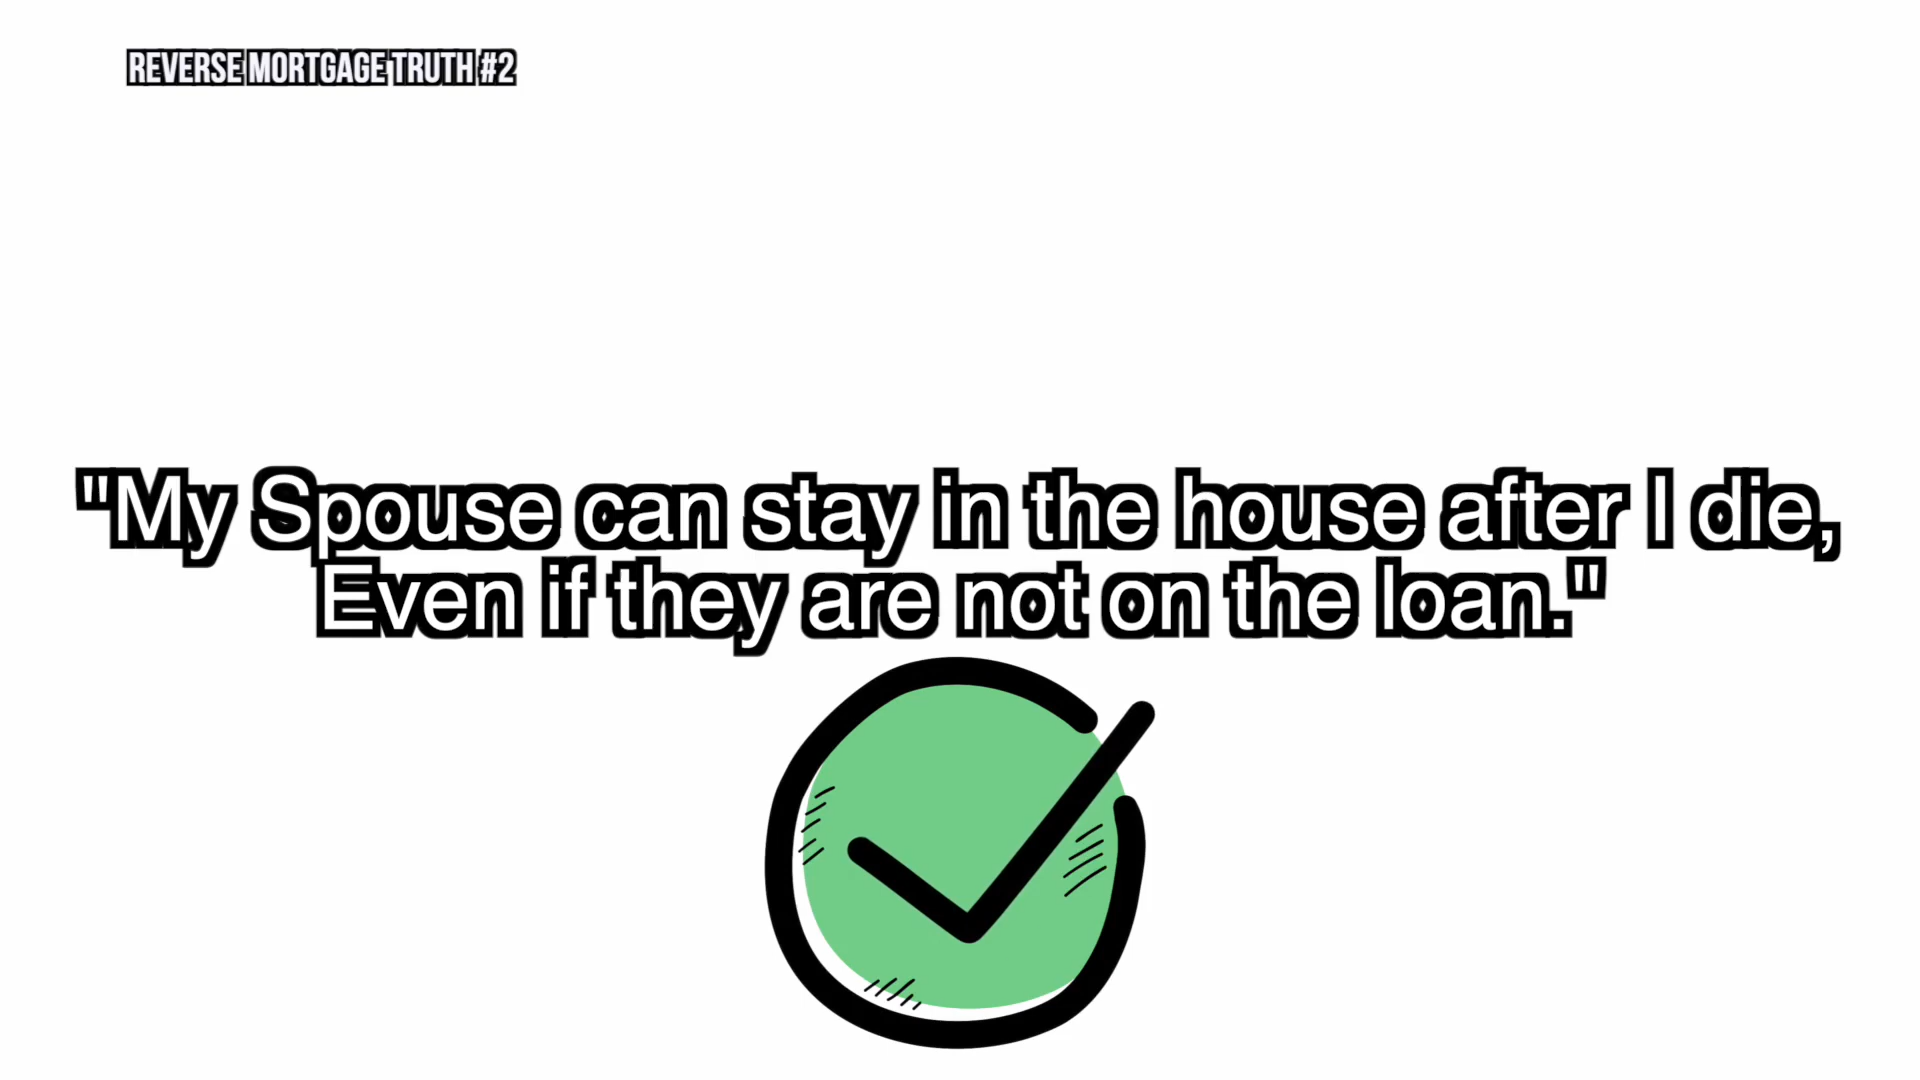 REVERSE MORTGAGE TRUTH #2
"My Spouse can stay in the house after I die,
Even if they are not on the loan."